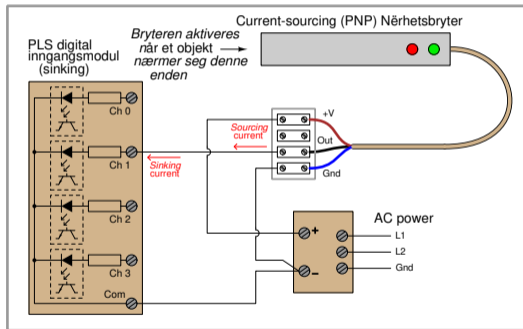 Current-sourcing (PNP) Nërhetsbryter
Bryteren aktiveres
når et objekt
nærmer seg denne
enden
PLS digital
inngangsmodul
(sinking)
Ch 0
Ch 1
Ch 2
Ch 3
Com
Sourcing
current
Sinking
current
+V
Out
Gnd
AC power
+
-
L1
L2
Gnd